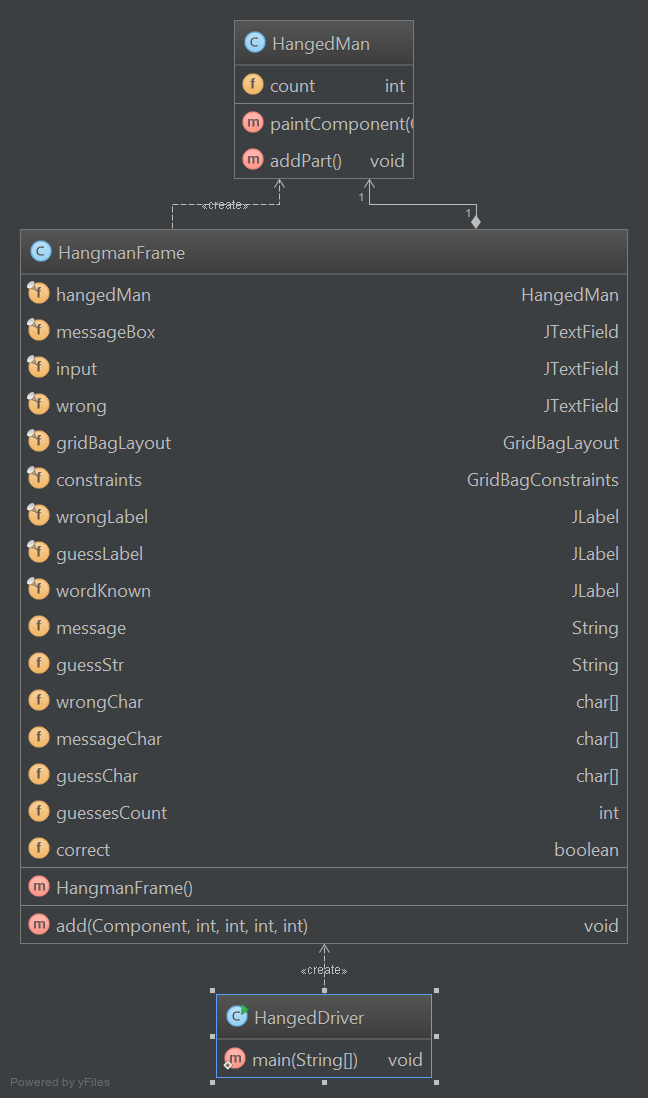 C HangedMan
f count int
m paintComponent(
m addPart() void
«create»
1
1
C HangmanFrame
f hangedMan HangedMan
f messageBox JTextField
f input JTextField
f wrong JTextField
f gridBagLayout GridBagLayout
f constraints GridBagConstraints
f wrongLabel JLabel
f guessLabel JLabel
f wordKnown JLabel
f message String
f guessStr String
f wrongChar char[]
f messageChar char[]
f guessChar char[]
f guessesCount int
f correct boolean
m HangmanFrame()
m add(Component, int, int, int, int) void
«create»
C HangedDriver
m main(String[]) void
Powered by yFiles